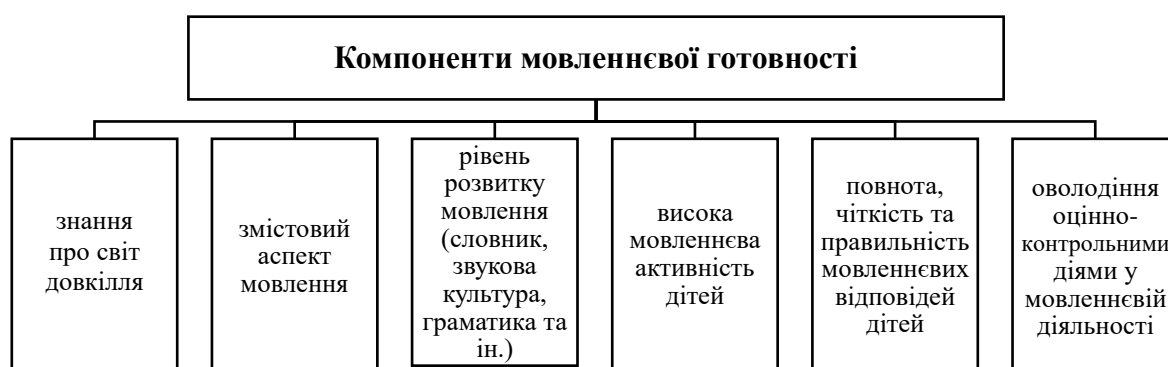 Компоненти мовленнєвої готовності
знання
про світ
довкілля
змістовий
аспект
мовлення
рівень
розвитку
мовлення
(словник,
звукова
культура,
граматика та
ін.)
висока
мовленнєва
активність
дітей
повнота,
чіткість та
правильність
мовленнєвих
відповідей
дітей
оволодіння
оцінно-
контрольними
діями у
мовленнєвій
діяльності